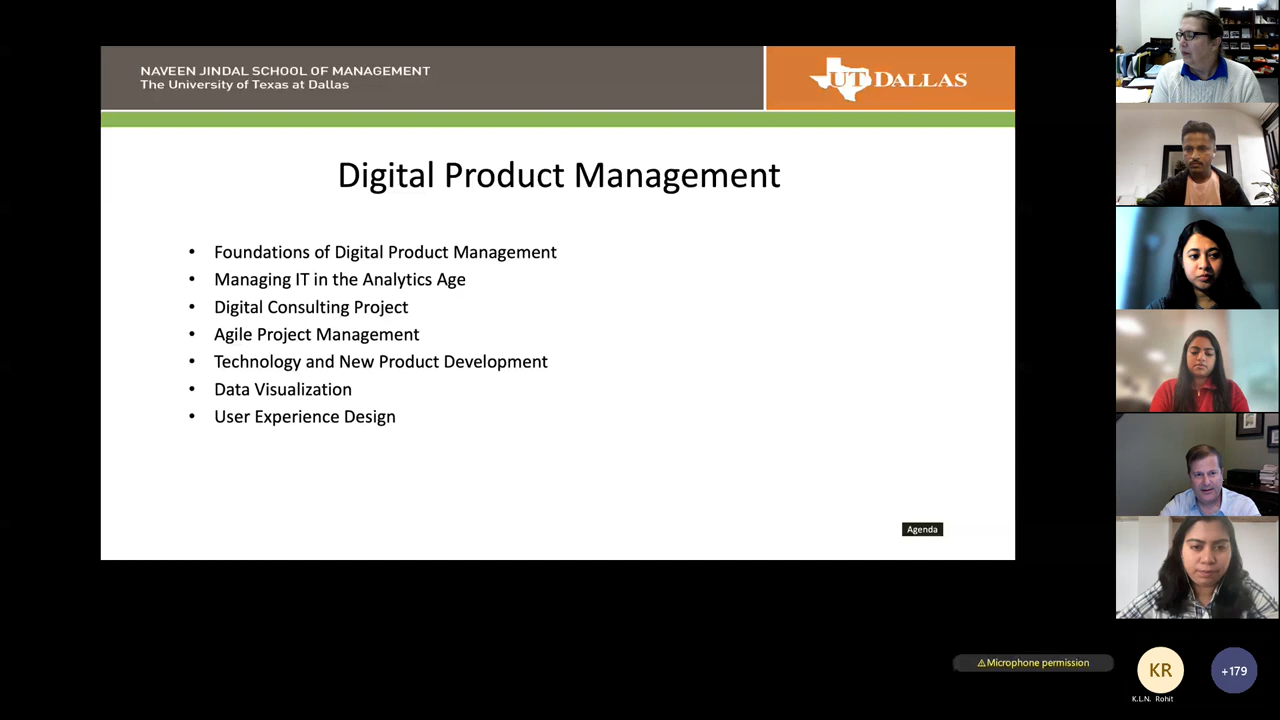 NAVEEN JINDAL SCHOOL OF MANAGEMENT
The University of Texas at Dallas
UT DALLAS
Digital Product Management
• Foundations of Digital Product Management
• Managing IT in the Analytics Age
• Digital Consulting Project
• Agile Project Management
• Technology and New Product Development
• Data Visualization
• User Experience Design
Agenda
⚠Microphone permission
KR
+179
K.L.N. Rohit